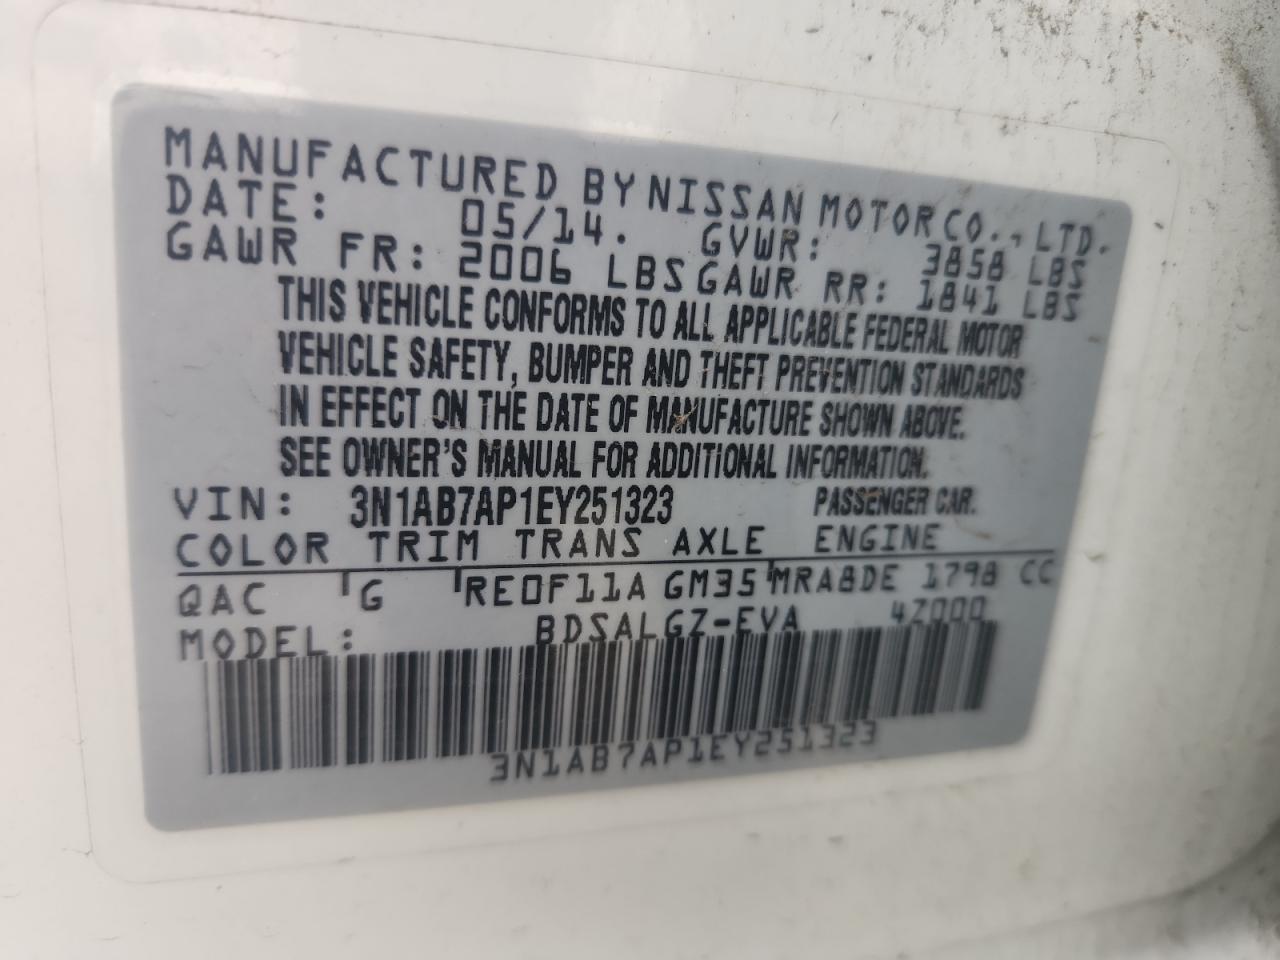 MANUFACTURED BY NISSAN MOTOR CO., LTD.
DATE: 05/14. GVWR: 3858 LBS
GAWR FR: 2006 LBS GAWR RR: 1841 LBS
THIS VEHICLE CONFORMS TO ALL APPLICABLE FEDERAL MOTOR
VEHICLE SAFETY, BUMPER AND THEFT PREVENTION STANDARDS
IN EFFECT ON THE DATE OF MANUFACTURE SHOWN ABOVE.
SEE OWNER'S MANUAL FOR ADDITIONAL INFORMATION.
VIN: 3N1AB7AP1EY251323 PASSENGER CAR.
COLOR TRIM TRANS AXLE ENGINE
QAC G RE0F11A GM35 MRA8DE 1798 CC
MODEL: BDSALGZ-EVA 4Z000
3N1AB7AP1EY251323